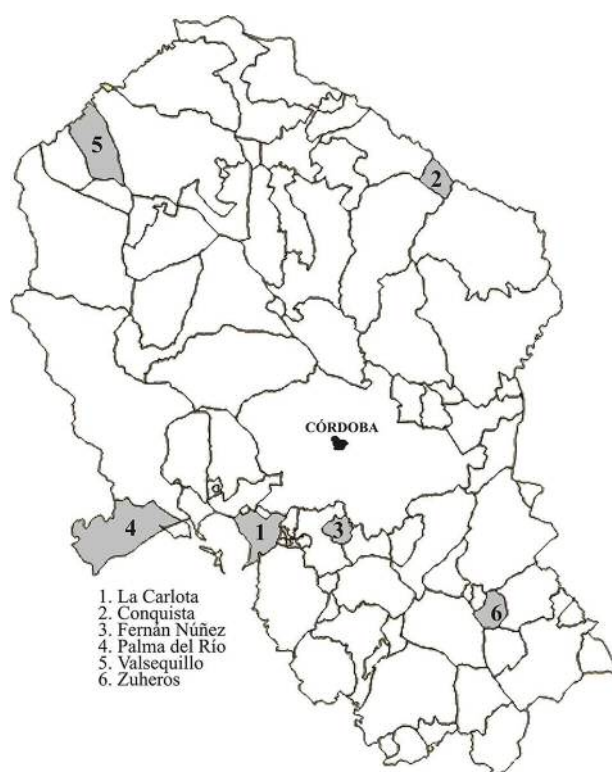 5
2
CÓRDOBA
4
1
3
6
1. La Carlota
2. Conquista
3. Fernán Núñez
4. Palma del Río
5. Valsequillo
6. Zuheros